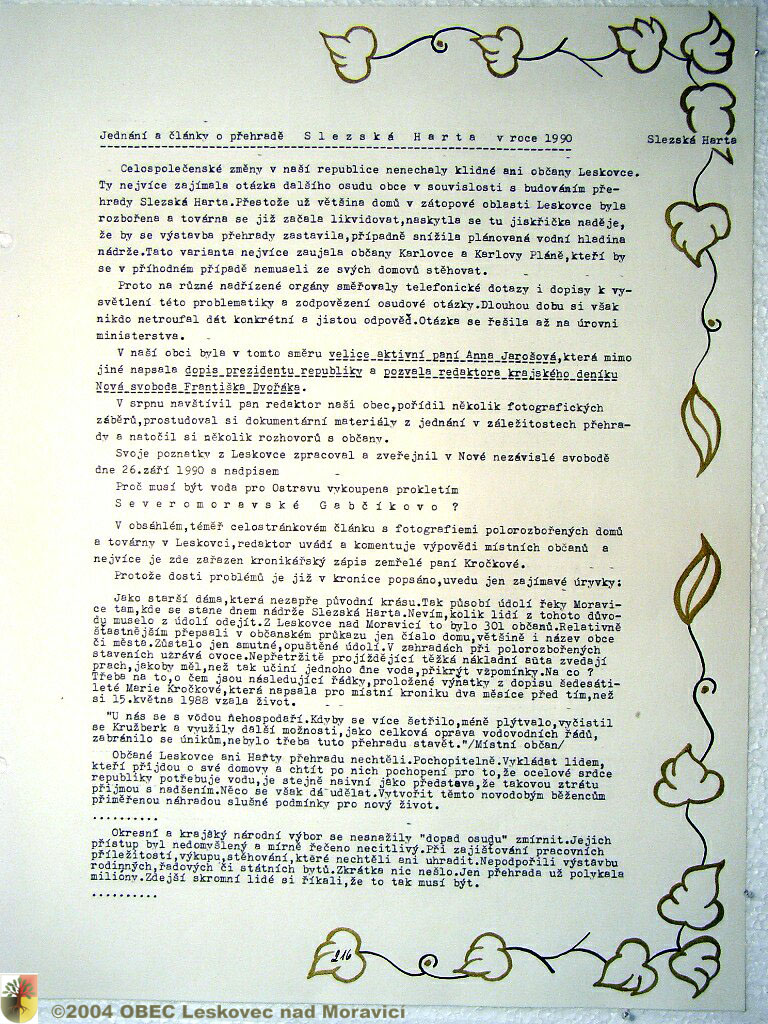 Jednání a články o přehradě S l e z s k á H a r t a v roce 1990
Slezská Harta
Celospolečenské změny v naší republice nenechaly klidné ani občany Leskovce.
Ty nejvíce zajímala otázka dalšího osudu obce v souvislosti s budováním pře-
hrady Slezská Harta.Přestože už většina domů v zátopové oblasti Leskovce byla
rozbořena a továrna se již začala likvidovat,naskytla se tu jiskřička naděje,
že by se výstavba přehrady zastavila,případně snížila plánovaná vodní hladina
nádrže.Tato varianta nejvíce zaujala občany Karlovce a Karlovy Pláně,kteří by
se v příhodném případě nemuseli ze svých domovů stěhovat.
Proto na různé nadřízené orgány směřovaly telefonické dotazy i dopisy k vy-
světlení této problematiky a zodpovězení osudové otázky.Dlouhou dobu si však
nikdo netroufal dát konkrétní a jistou odpověď.Otázka se řešila až na úrovni
ministerstva.
V naší obci byla v tomto směru velice aktivní paní Anna Jarošová,která mimo
jiné napsala dopis prezidentu republiky a pozvala redaktora krajského deníku
Nová svoboda Františka Dvořáka.
V srpnu navštívil pan redaktor naši obec,pořídil několik fotografických
záběrů,prostudoval si dokumentární materiály z jednání v záležitostech přehra-
dy a natočil si několik rozhovorů s občany.
Svoje poznatky z Leskovce zpracoval a zveřejnil v Nové nezávislé svobodě
dne 26.září 1990 s nadpisem
Proč musí být voda pro Ostravu vykoupena prokletím
S e v e r o m o r a v s k é G a b č í k o v o ?
V obsáhlém,téměř celostránkovém článku s fotografiemi polorozbořených domů
a továrny v Leskovci,redaktor uvádí a komentuje výpovědi místních občanů a
nejvíce je zde zařazen kronikářský zápis zemřelé paní Kročkové.
Protože dosti problémů je již v kronice popsáno,uvedu jen zajímavé úryvky:
Jako starší dáma,která nezapře původní krásu.Tak působí údolí řeky Moravi-
ce tam,kde se stane dnem nádrže Slezská Harta.Nevím,kolik lidí z tohoto důvo-
du muselo z údolí odejít.Z Leskovce nad Moravicí to bylo 301 občanů.Relativně
šťastnějším přepsali v občanském průkazu jen číslo domu,většině i název obce
či města.Zůstalo jen smutné,opuštěné údolí.V zahradách při polorozbořených
staveních uzrává ovoce.Nepřetržitě projíždějící těžká nákladní auta zvedají
prach,jakoby měl,než tak učiní jednoho dne voda,přikrýt vzpomínky.Na co ?
Třeba na to,o čem jsou následující řádky,proložené výňatky z dopisu šedesáti-
leté Marie Kročkové,která napsala pro místní kroniku dva měsíce před tím,než
si 15.května 1988 vzala život.
"U nás se s vodou nehospodaří.Kdyby se více šetřilo,méně plýtvalo,vyčistil
se Kružberk a využily další možnosti,jako celková oprava vodovodních řádů,
zabránilo se únikům,nebylo třeba tuto přehradu stavět."/Místní občan/
Občané Leskovce ani Harty přehradu nechtěli.Pochopitelně.Vykládat lidem,
kteří přijdou o své domovy a chtít po nich pochopení pro to,že ocelové srdce
republiky potřebuje vodu,je stejně naivní jako představa,že takovou ztrátu
přijmou s nadšením.Něco se však dá udělat.Vytvořit těmto novodobým běžencům
přiměřenou náhradou slušné podmínky pro nový život.
..........
Okresní a krajský národní výbor se nesnažily "dopad osudu" zmírnit.Jejich
přístup byl nedomyšlený a mírně řečeno necitlivý.Při zajišťování pracovních
příležitostí,výkupu,stěhování,které nechtěli ani uhradit.Nepodpořili výstavbu
rodinných,řadových či státních bytů.Zkrátka nic nešlo.Jen přehrada už polykala
miliony.Zdejší skromní lidé si říkali,že to tak musí být.
..........
216
©2004 OBEC Leskovec nad Moravicí